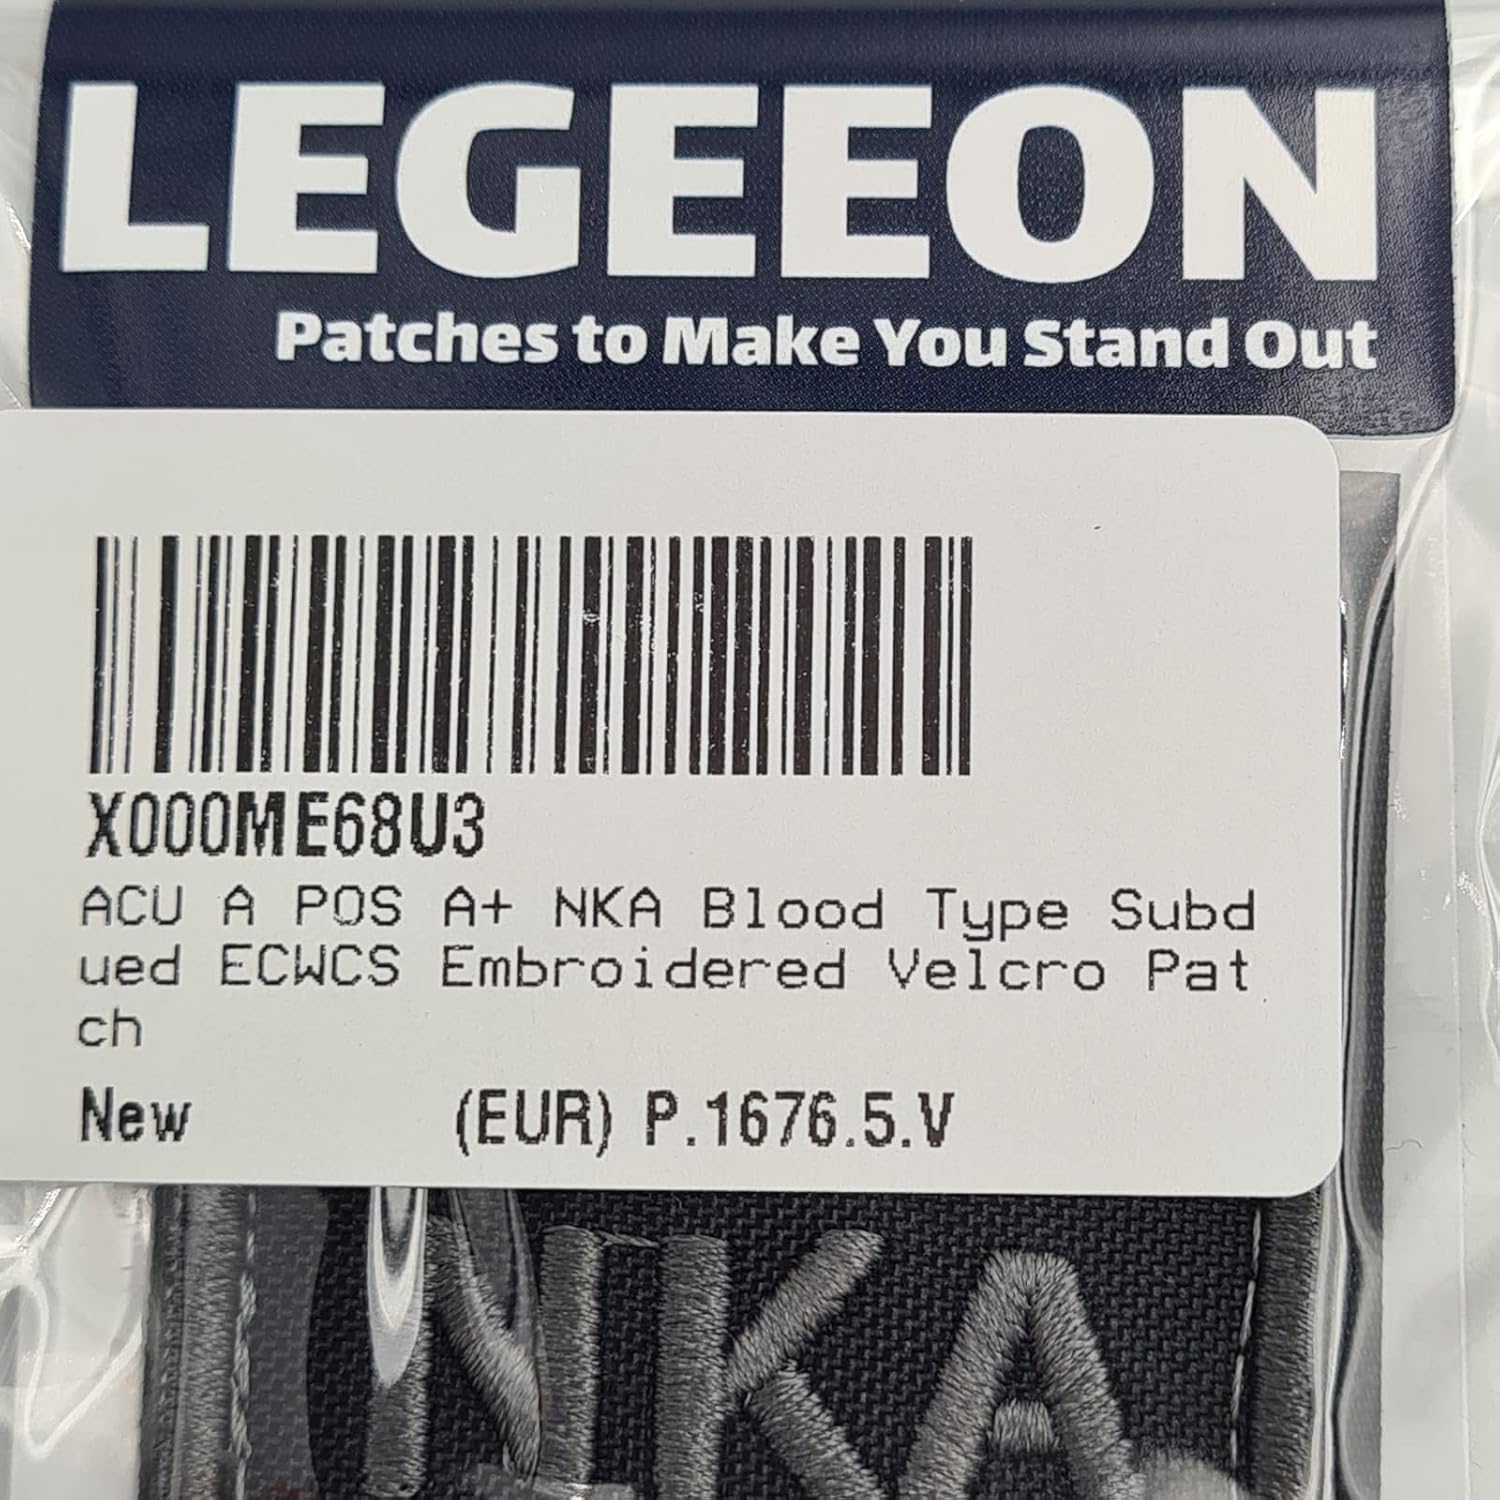 LEGEEON
Patches to Make You Stand Out
X000ME68U3
ACU A POS A+ NKA Blood Type Subd
ued ECWCS Embroidered Velcro Pat
ch
New (EUR) P.1676.5.V
NKA